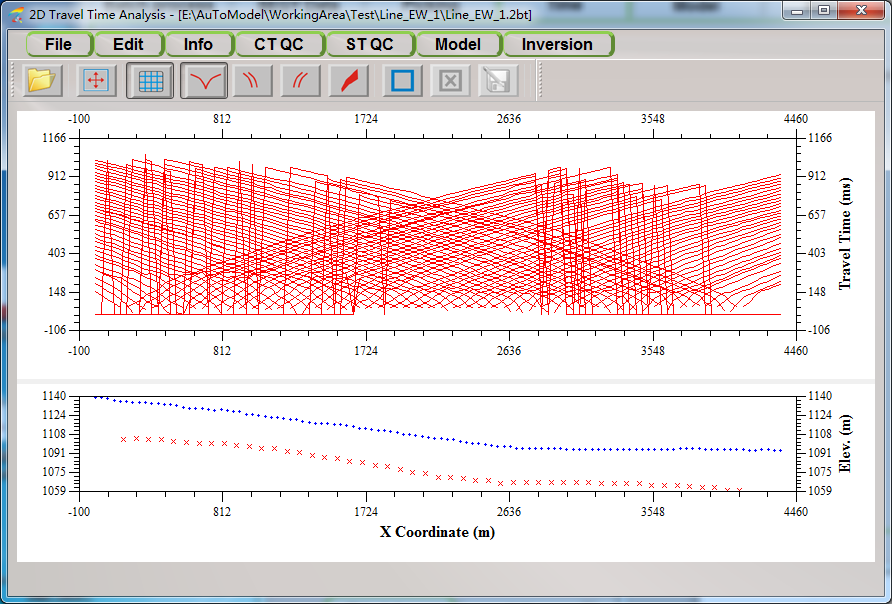 2D Travel Time Analysis - [E:\AuToModel\WorkingArea\Test\Line_EW_1\Line_EW_1.2bt]
File Edit Info CT QC ST QC Model Inversion
-100 812 1724 2636 3548 4460
1166 1166
912 912
657 657
403 403
148 148
-106 -106
Travel Time (ms)
-100 812 1724 2636 3548 4460
1140 1140
1124 1124
1108 1108
1091 1091
1075 1075
1059 1059
Elev. (m)
-100 812 1724 2636 3548 4460
X Coordinate (m)